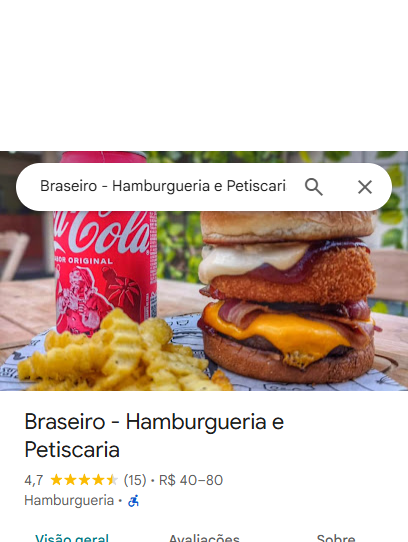 Braseiro - Hamburgueria e Petiscari
Cola
SABOR ORIGINAL
Braseiro - Hamburgueria e
Petiscaria
4,7 (15) • R$ 40–80
Hamburgueria •
Visão geral Avaliações Sobre